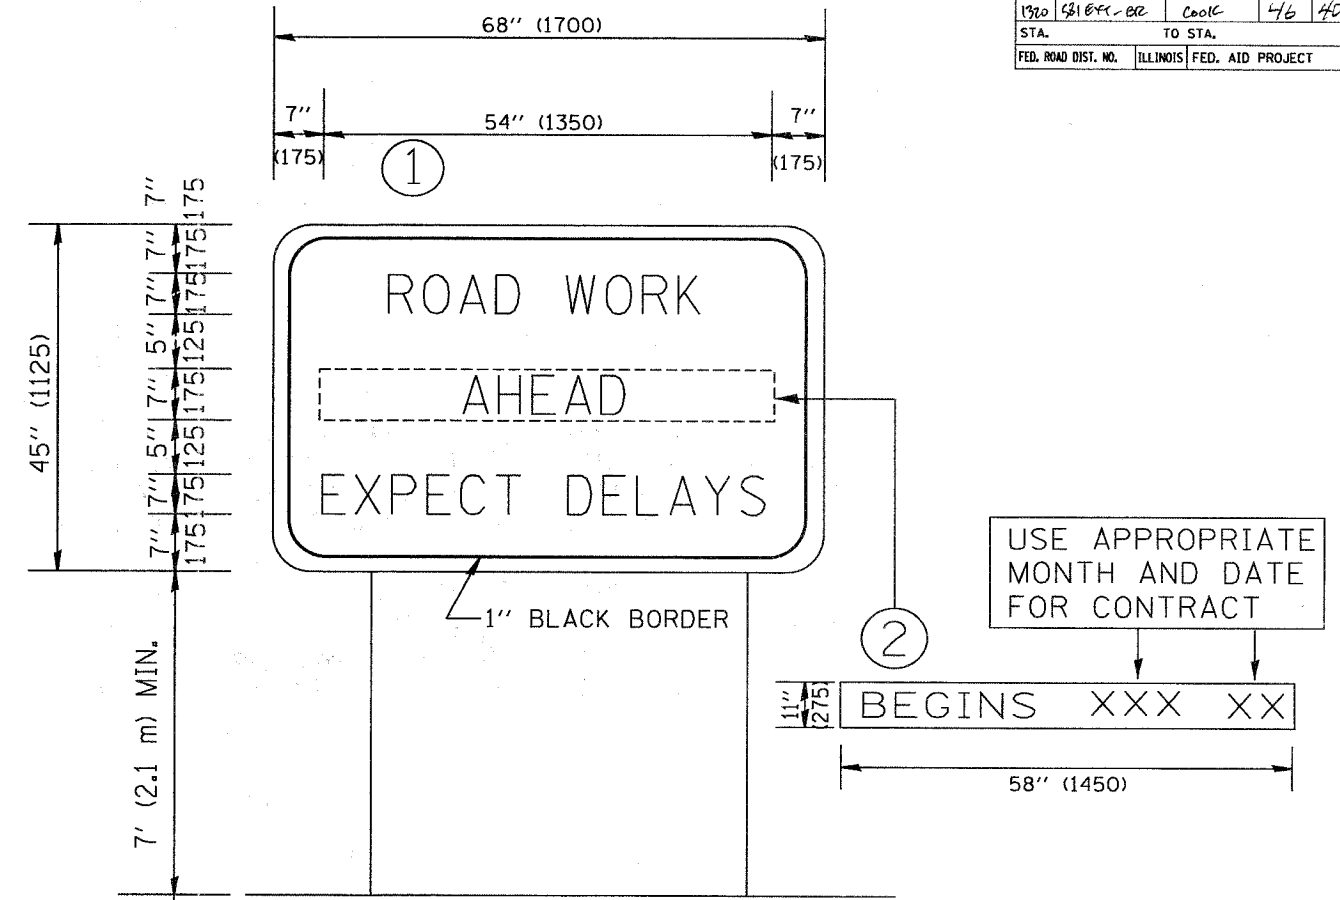 1320 Cook 46
STA. TO STA.
FED. ROAD DIST. NO. ILLINOIS FED. AID PROJECT
68'' (1700)
7'' 54'' (1350) 7''
(175) (175)
1
7'' 175
7'' 175
7'' 175
5'' 125
7'' 175
5'' 125
7'' 175
7'' 175
45'' (1125)
ROAD WORK
AHEAD
EXPECT DELAYS
1'' BLACK BORDER
7' (2.1 m) MIN.
2
USE APPROPRIATE
MONTH AND DATE
FOR CONTRACT
11'' (275)
BEGINS XXX XX
58'' (1450)